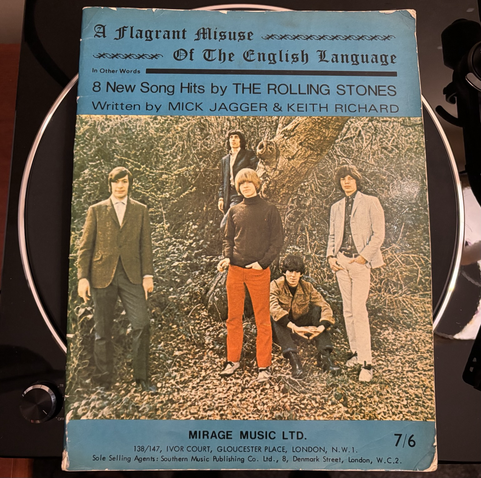 A Flagrant Misuse
Of The English Language
In Other Words
8 New Song Hits by THE ROLLING STONES
Written by MICK JAGGER & KEITH RICHARD
MIRAGE MUSIC LTD.
7/6
138/147, IVOR COURT, GLOUCESTER PLACE, LONDON, N.W.1.
Sole Selling Agents: Southern Music Publishing Co. Ltd., 8, Denmark Street, London, W.C.2.